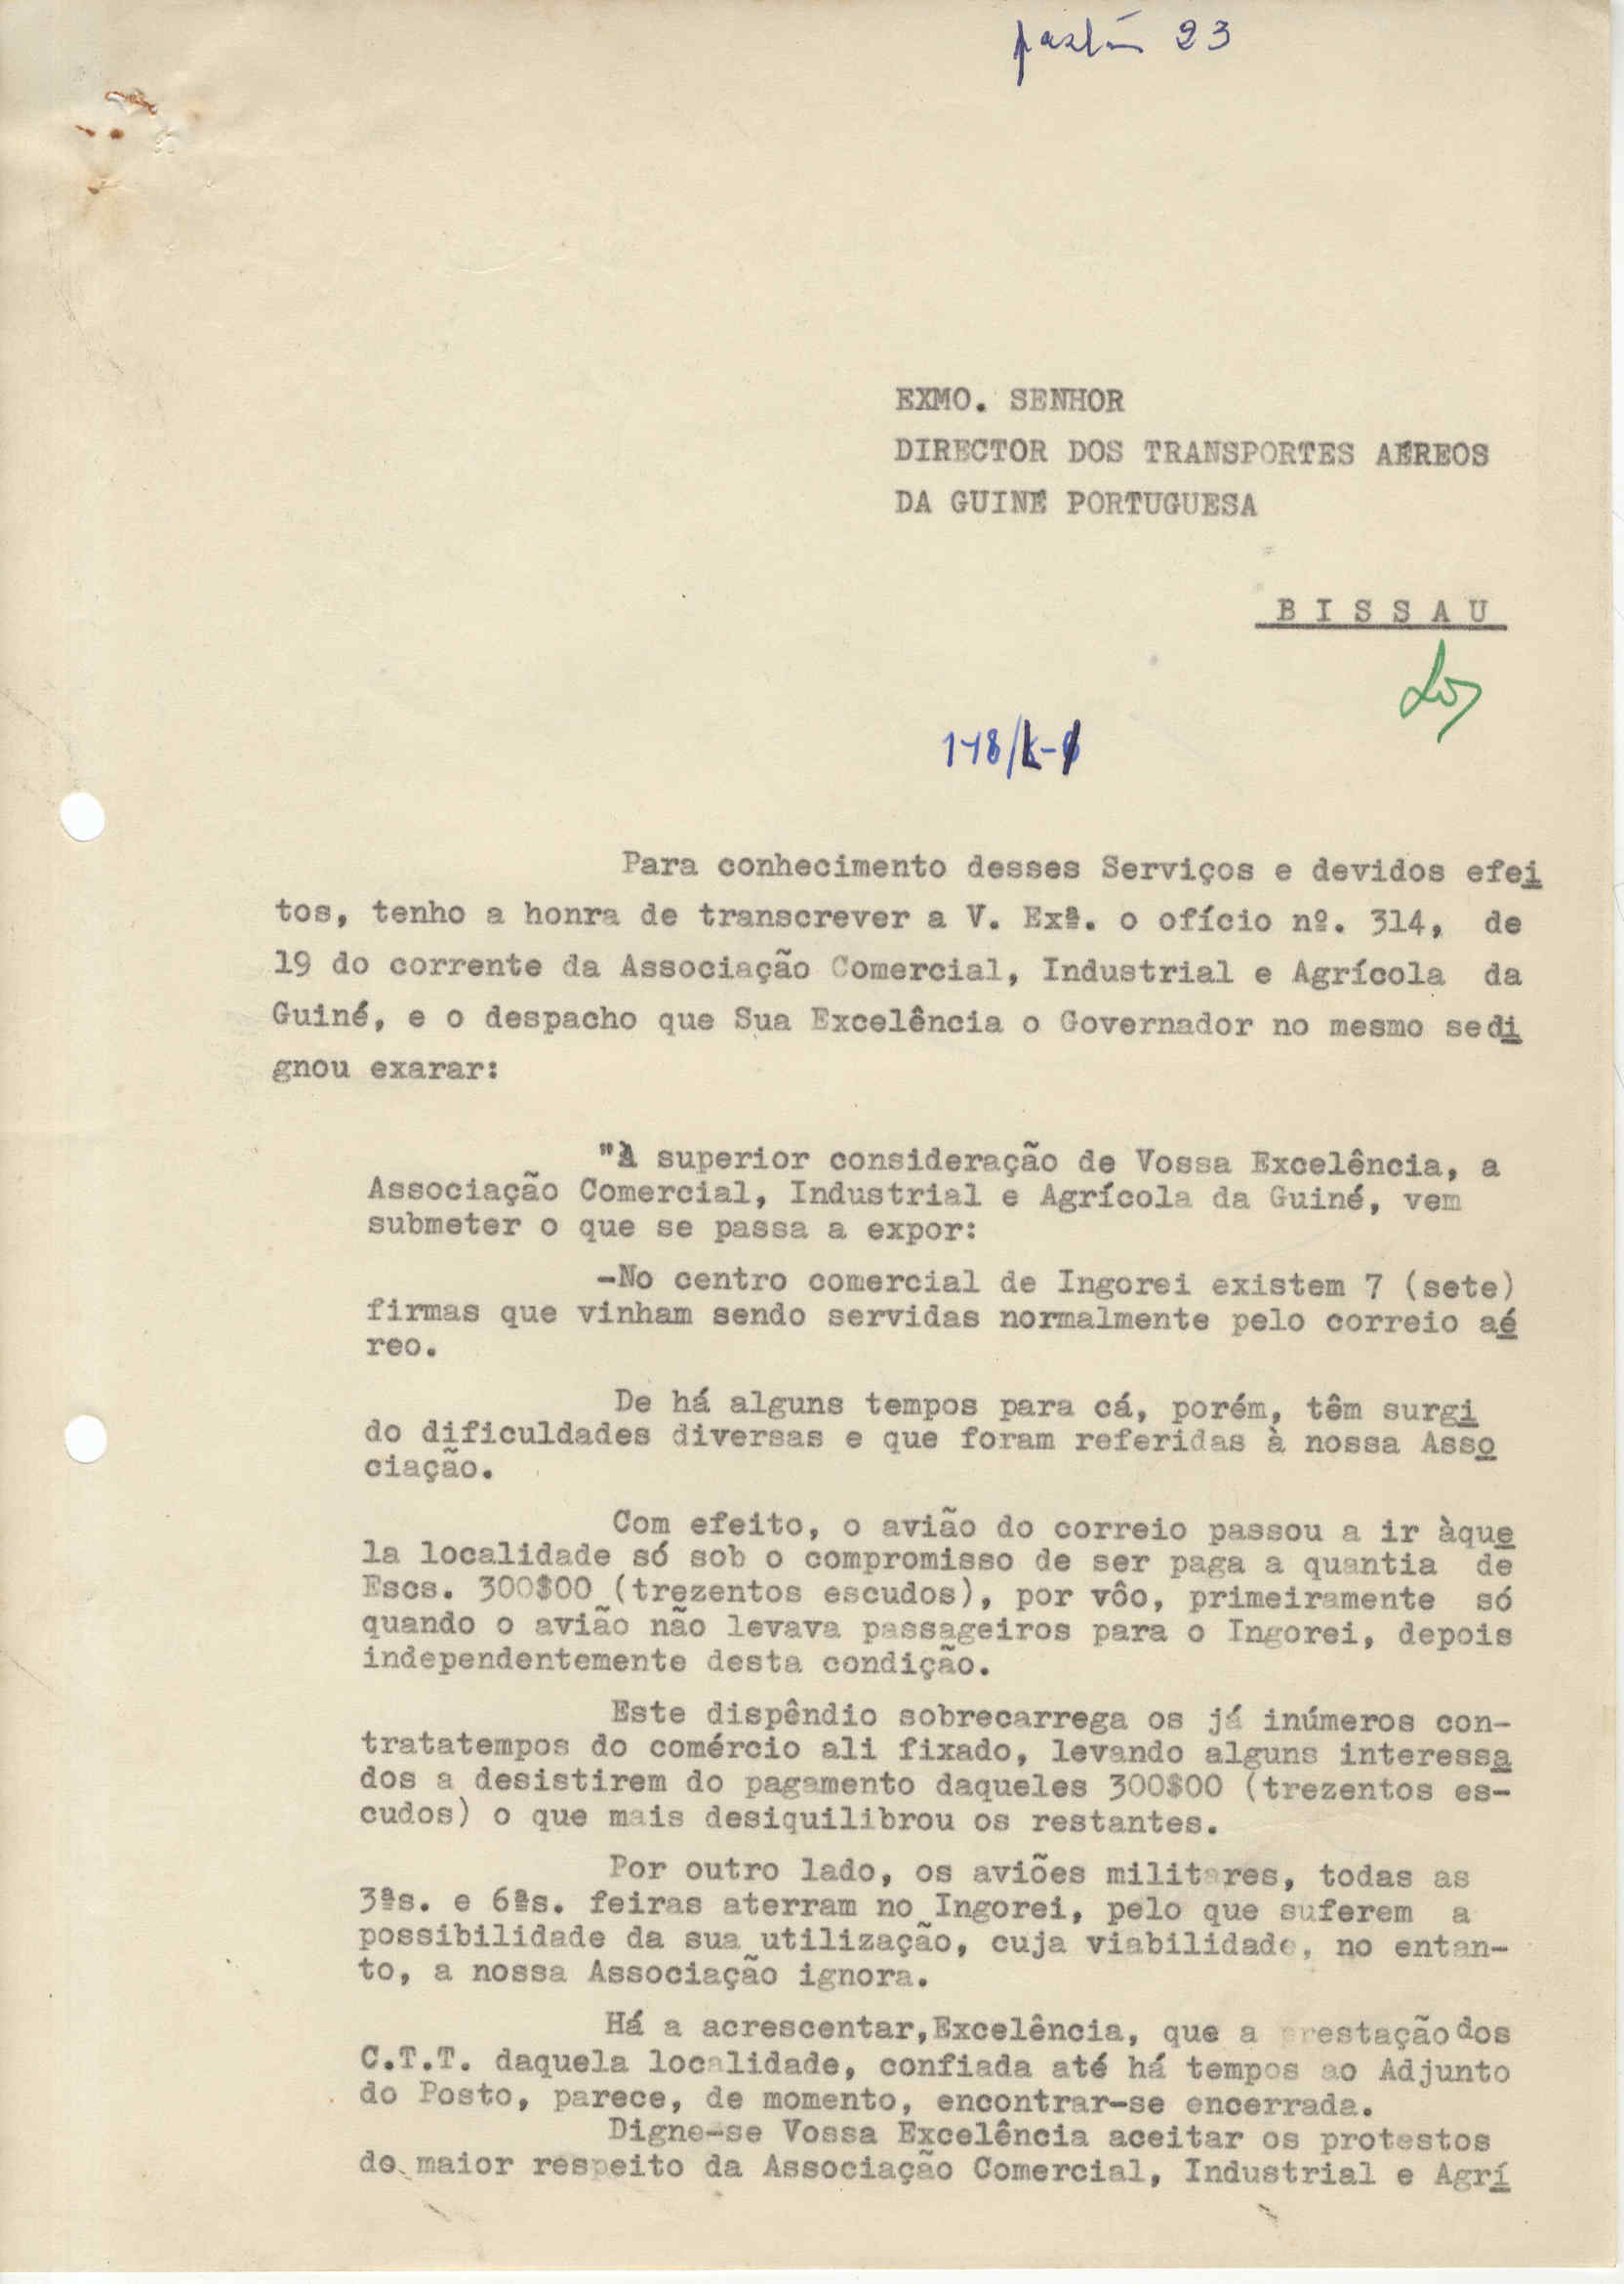 23
EXMO. SENHOR
DIRECTOR DOS TRANSPORTES AÉREOS
DA GUINÉ PORTUGUESA
B I S S A U
Para conhecimento desses Serviços e devidos efei
tos, tenho a honra de transcrever a V. Exª. o ofício nº. 314, de
19 do corrente da Associação Comercial, Industrial e Agrícola da
Guiné, e o despacho que Sua Excelência o Governador no mesmo se di
gnou exarar:
"À superior consideração de Vossa Excelência, a
Associação Comercial, Industrial e Agrícola da Guiné, vem
submeter o que se passa a expor:
-No centro comercial de Ingorei existem 7 (sete)
firmas que vinham sendo servidas normalmente pelo correio aé
reo.
De há alguns tempos para cá, porém, têm surgi
do dificuldades diversas e que foram referidas à nossa Asso
ciação.
Com efeito, o avião do correio passou a ir àque
la localidade só sob o compromisso de ser paga a quantia de
Escs. 300$00 (trezentos escudos), por vôo, primeiramente só
quando o avião não levava passageiros para o Ingorei, depois
independentemente desta condição.
Este dispêndio sobrecarrega os já inúmeros con-
tratatempos do comércio ali fixado, levando alguns interessa
dos a desistirem do pagamento daqueles 300$00 (trezentos es-
cudos) o que mais desiquilibrou os restantes.
Por outro lado, os aviões militares, todas as
3ªs. e 6ªs. feiras aterram no Ingorei, pelo que suferem a
possibilidade da sua utilização, cuja viabilidade, no entan-
to, a nossa Associação ignora.
Há a acrescentar, Excelência, que a prestação dos
C.T.T. daquela localidade, confiada até há tempos ao Adjunto
do Posto, parece, de momento, encontrar-se encerrada.
Digne-se Vossa Excelência aceitar os protestos
do maior respeito da Associação Comercial, Industrial e Agrí